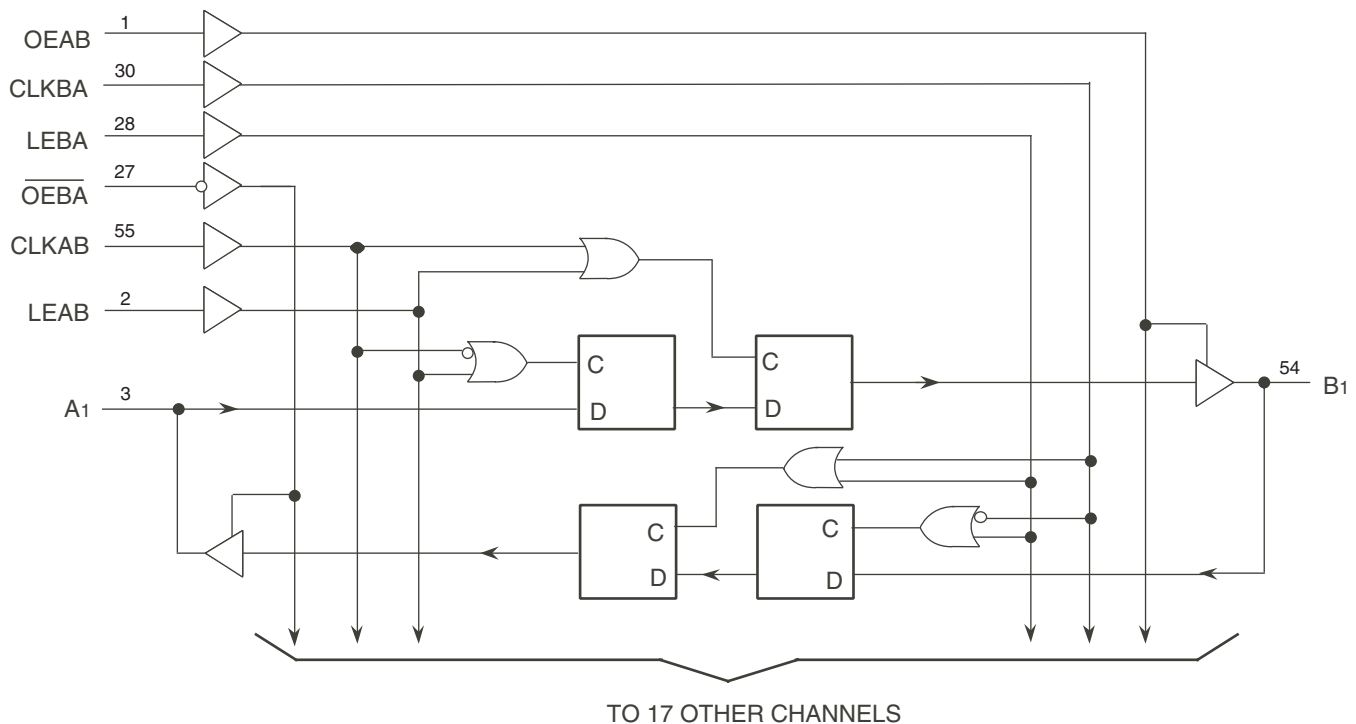 OEAB 1
CLKBA 30
LEBA 28
OEBA 27
CLKAB 55
LEAB 2
C
C
A1 3
D
D
54
B1
C
C
D
D
TO 17 OTHER CHANNELS